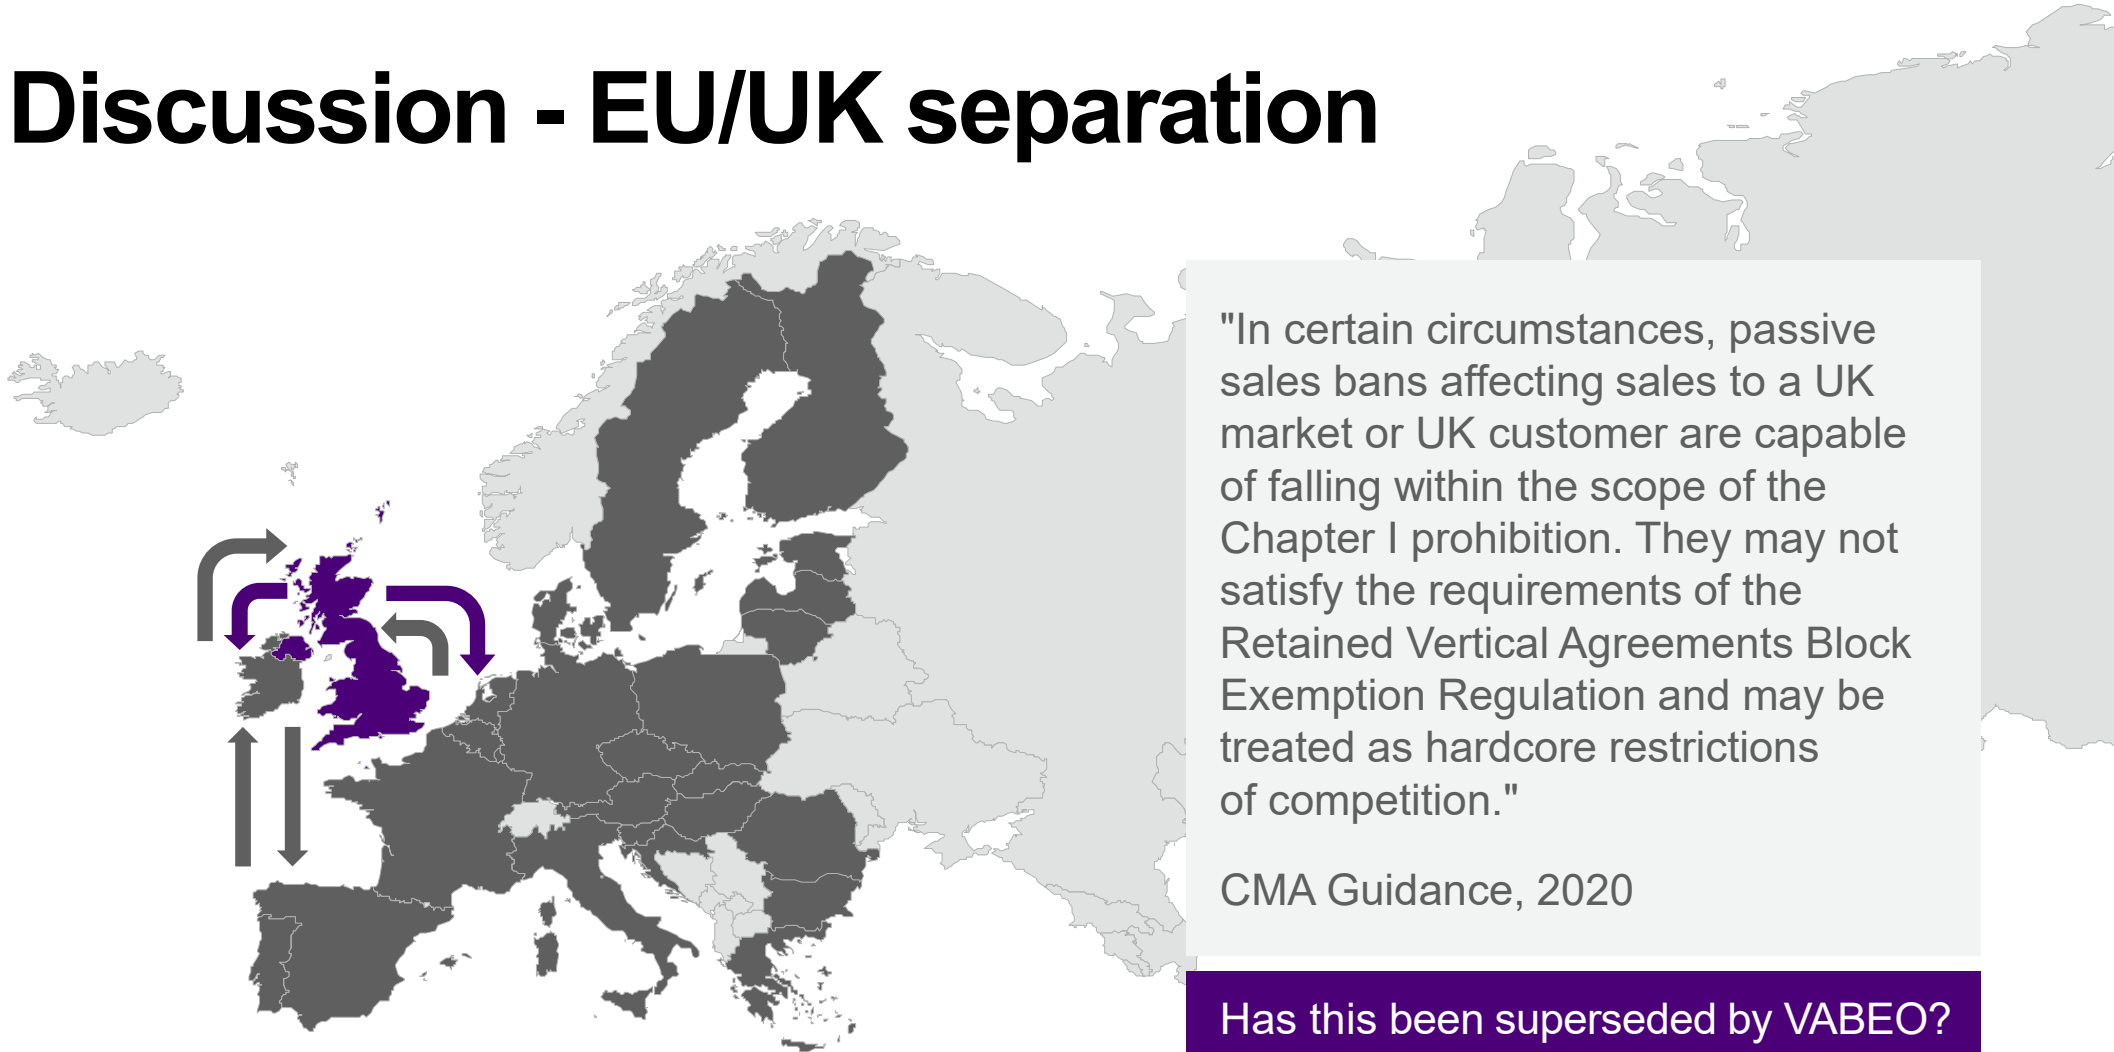 Discussion - EU/UK separation
"In certain circumstances, passive
sales bans affecting sales to a UK
market or UK customer are capable
of falling within the scope of the
Chapter I prohibition. They may not
satisfy the requirements of the
Retained Vertical Agreements Block
Exemption Regulation and may be
treated as hardcore restrictions
of competition."
CMA Guidance, 2020
Has this been superseded by VABEO?